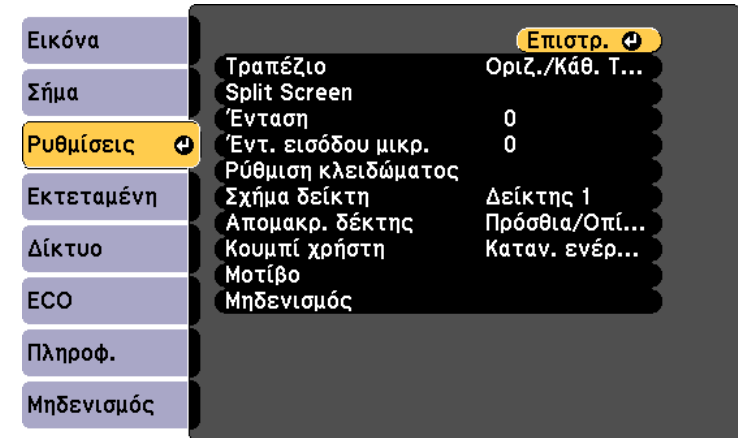 Εικόνα
Σήμα
Ρυθμίσεις
Εκτεταμένη
Δίκτυο
ECO
Πληροφ.
Μηδενισμός
Επιστρ.
Τραπέζιο Οριζ./Κάθ. Τ...
Split Screen
Ένταση 0
Έντ. εισόδου μικρ. 0
Ρύθμιση κλειδώματος
Σχήμα δείκτη Δείκτης 1
Απομακρ. δέκτης Πρόσθια/Οπί...
Κουμπί χρήστη Καταν. ενέρ...
Μοτίβο
Μηδενισμός